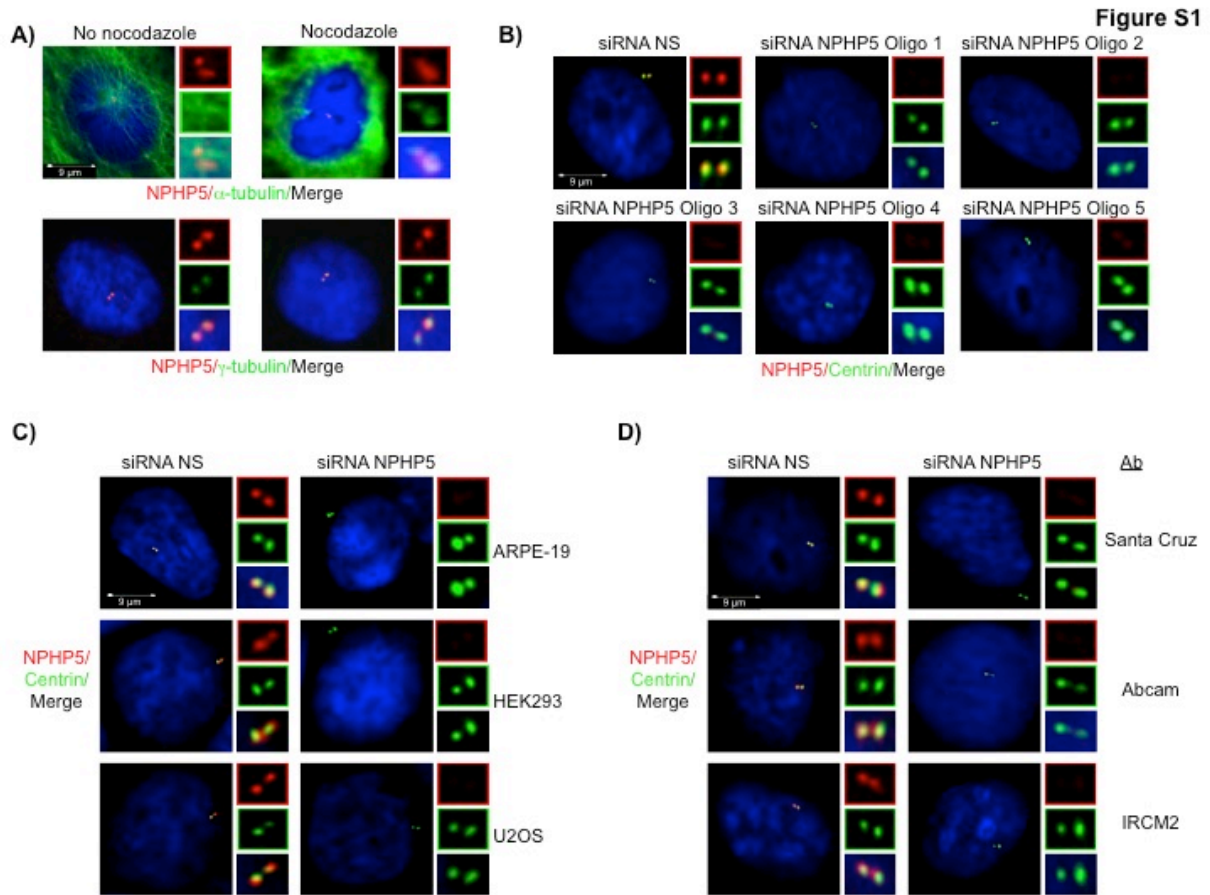 Figure S1
A)
No nocodazole
Nocodazole
9 µm
NPHP5/α-tubulin/Merge
NPHP5/γ-tubulin/Merge
B)
siRNA NS
siRNA NPHP5 Oligo 1
siRNA NPHP5 Oligo 2
9 µm
siRNA NPHP5 Oligo 3
siRNA NPHP5 Oligo 4
siRNA NPHP5 Oligo 5
NPHP5/Centrin/Merge
C)
siRNA NS
siRNA NPHP5
9 µm
ARPE-19
NPHP5/
Centrin/
Merge
HEK293
U2OS
D)
siRNA NS
siRNA NPHP5
Ab
9 µm
Santa Cruz
NPHP5/
Centrin/
Merge
Abcam
IRCM2